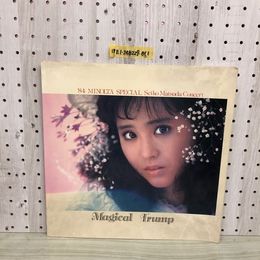 '84 MINOLTA SPECIAL Seiko Matsuda Concert
Magical Trump